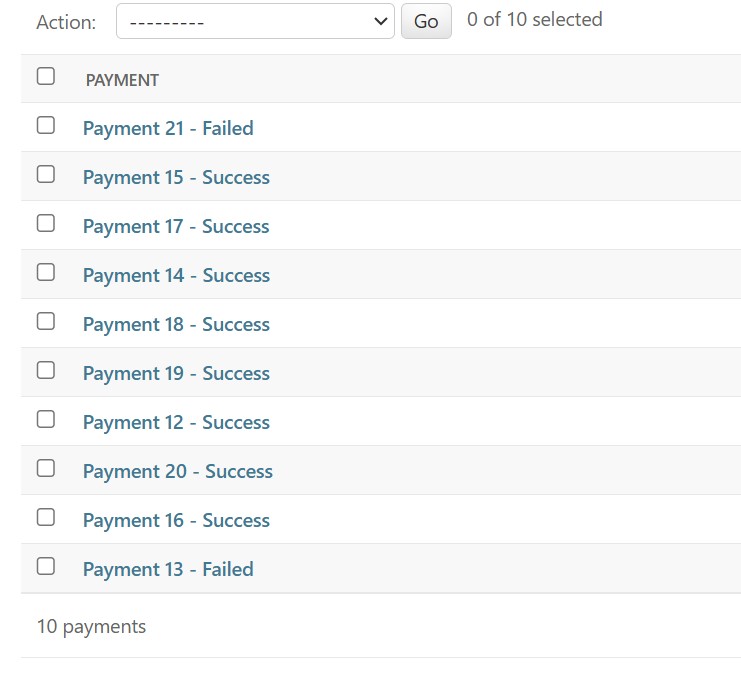 Action: --------- Go 0 of 10 selected
PAYMENT
Payment 21 - Failed
Payment 15 - Success
Payment 17 - Success
Payment 14 - Success
Payment 18 - Success
Payment 19 - Success
Payment 12 - Success
Payment 20 - Success
Payment 16 - Success
Payment 13 - Failed
10 payments